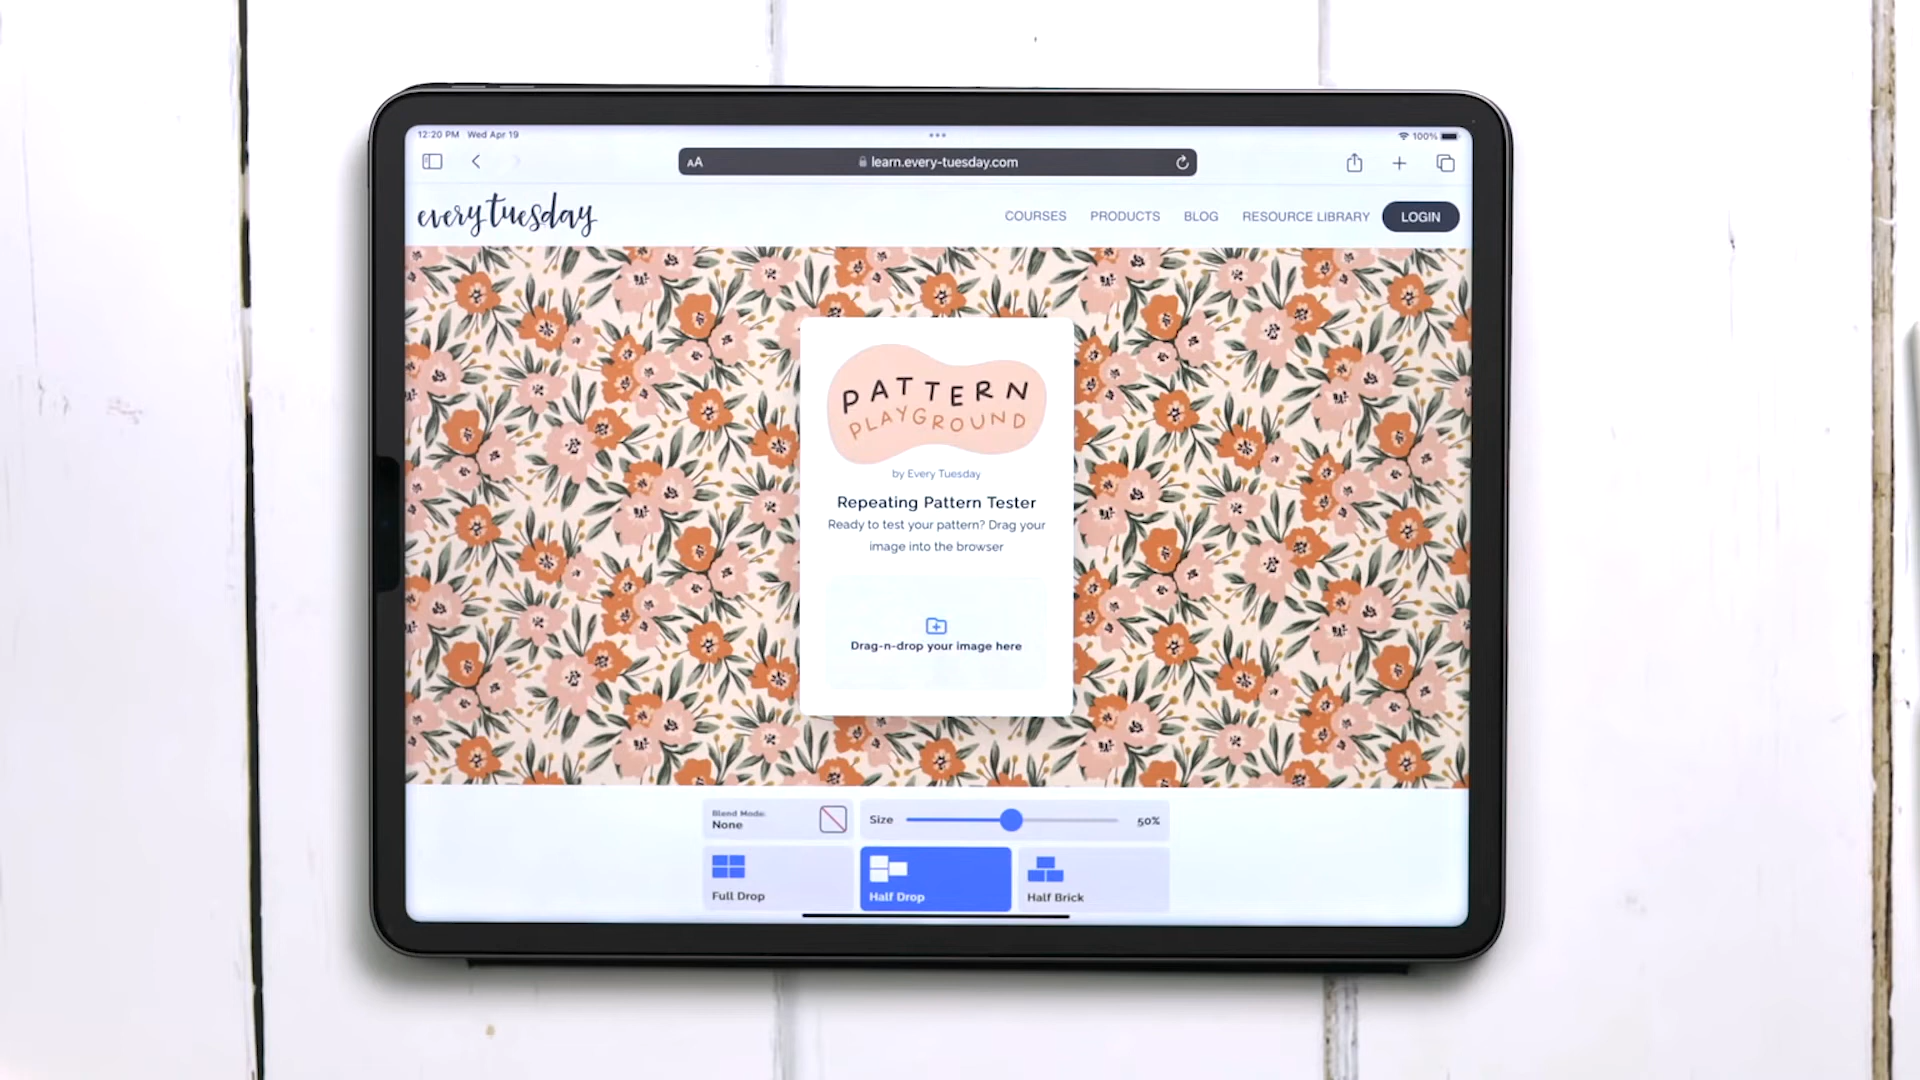 12:20 PM Wed Apr 19
100%
AA
learn.every-tuesday.com
every tuesday
COURSES PRODUCTS BLOG RESOURCE LIBRARY LOGIN
PATTERN
PLAYGROUND
by Every Tuesday
Repeating Pattern Tester
Ready to test your pattern? Drag your
image into the browser
Drag-n-drop your image here
Blend Mode:
None
Size 50%
Full Drop
Half Drop
Half Brick